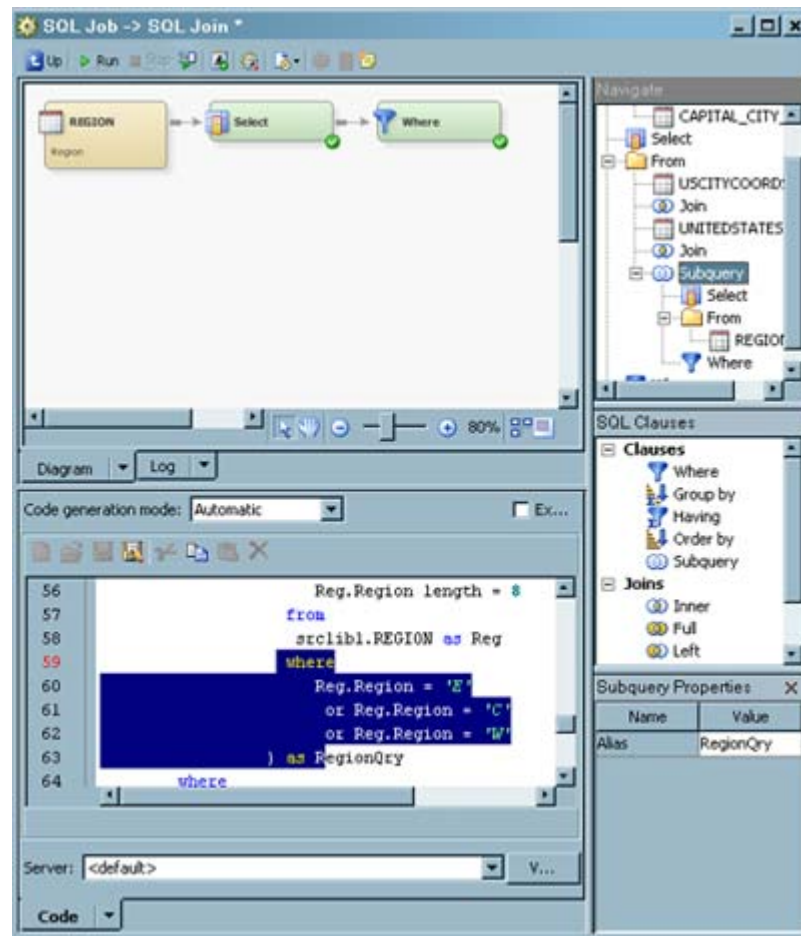 SQL Job -> SQL Join *
Up Run Stop
REGION
Region
Select
Where
80%
Diagram
Log
Code generation mode: Automatic
Ex...
56 Reg.Region length = 8
57 from
58 srclib1.REGION as Reg
59 where
60 Reg.Region = 'E'
61 or Reg.Region = 'C'
62 or Reg.Region = 'W'
63 ) as RegionQry
64 where
Server: <default>
V...
Code
Navigate
CAPITAL_CITY_
Select
From
USCITYCOORD
Join
UNITEDSTATES
Join
Subquery
Select
From
REGIO
Where
SQL Clauses
Clauses
Where
Group by
Having
Order by
Subquery
Joins
Inner
Full
Left
Subquery Properties
Name Value
Alias RegionQry